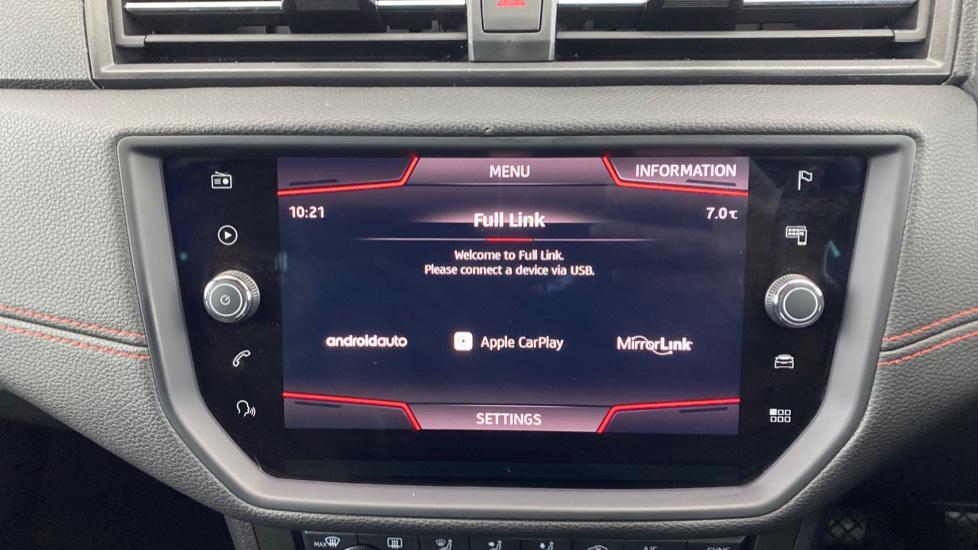 MENU
INFORMATION
10:21
Full Link
7.0℃
Welcome to Full Link.
Please connect a device via USB.
androidauto
Apple CarPlay
MirrorLink
SETTINGS
MAX